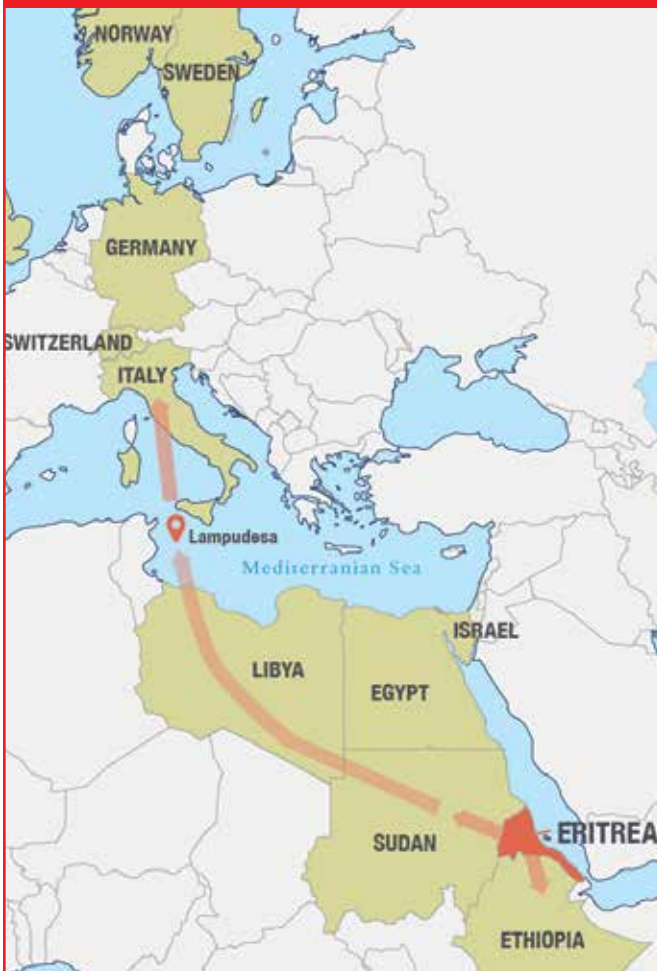 NORWAY
SWEDEN
GERMANY
SWITZERLAND
ITALY
Lampudesa
Mediterranian Sea
ISRAEL
LIBYA
EGYPT
SUDAN
ERITREA
ETHIOPIA